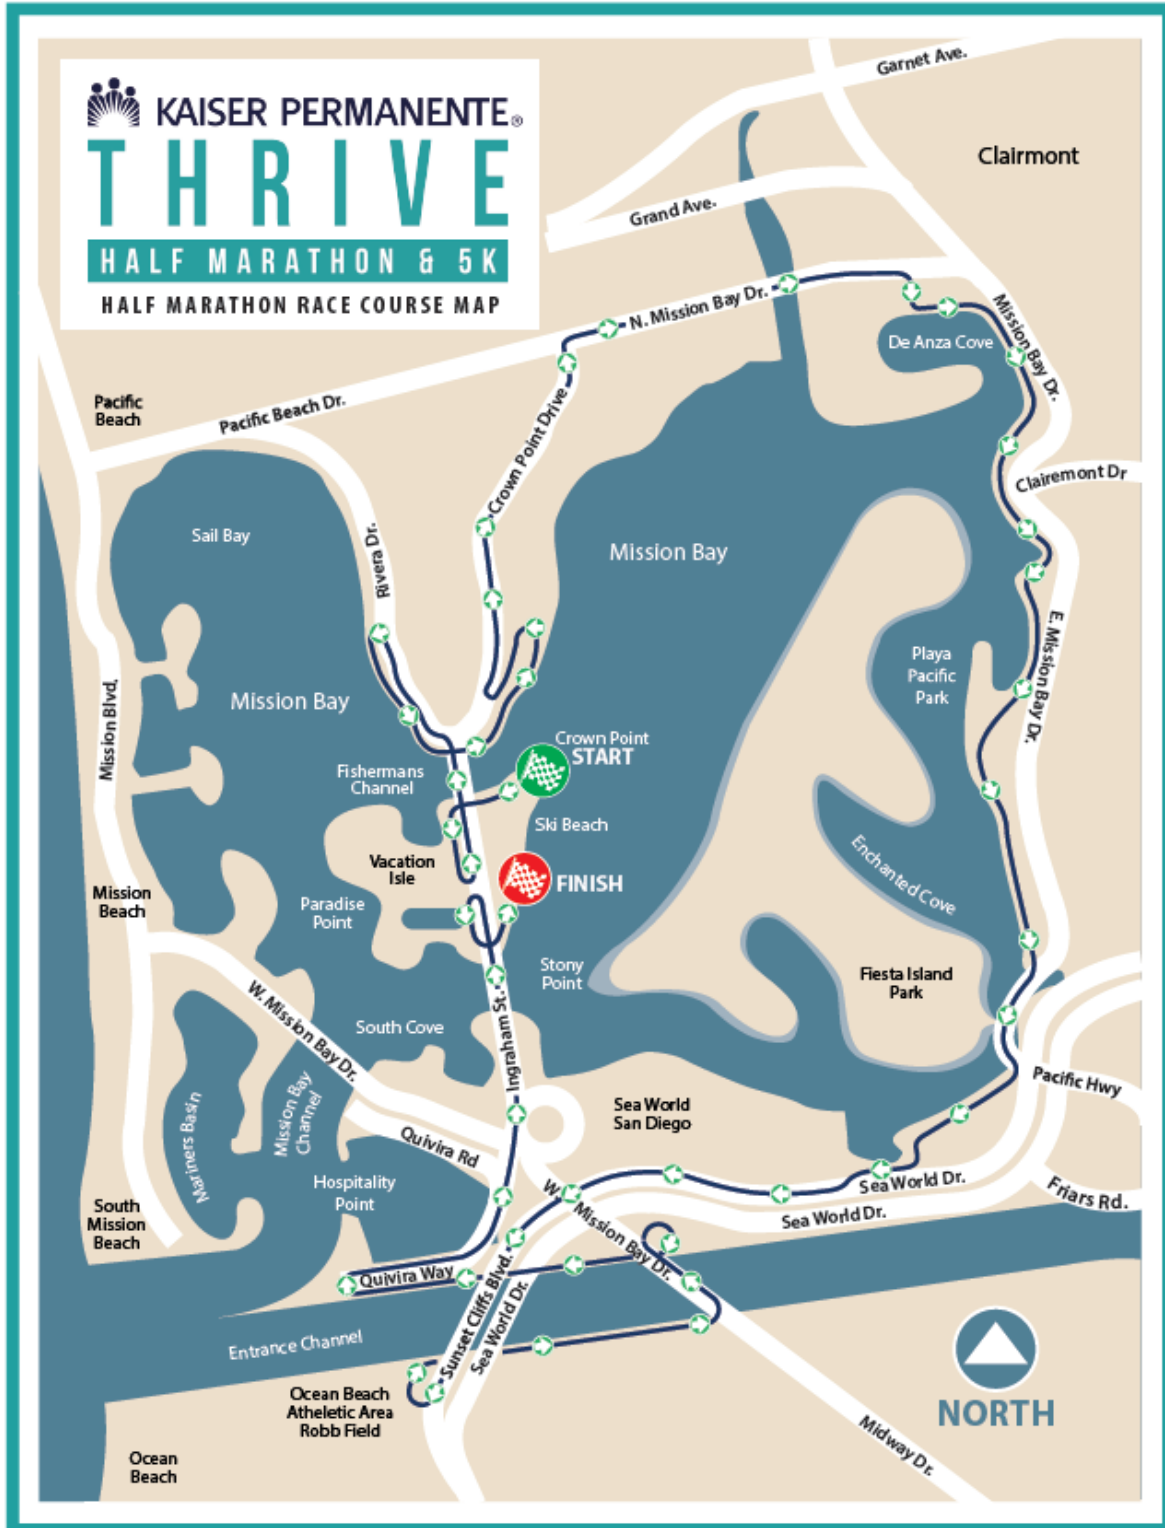 KAISER PERMANENTE®
THRIVE
HALF MARATHON & 5K
HALF MARATHON RACE COURSE MAP
Garnet Ave.
Clairmont
Grand Ave.
N. Mission Bay Dr.
Mission Bay Dr.
De Anza Cove
Pacific
Beach
Pacific Beach Dr.
Crown Point Drive
Clairemont Dr
Sail Bay
Rivera Dr.
Mission Bay
E. Mission Bay Dr.
Playa
Pacific
Park
Mission Bay
Mission Blvd,
Crown Point
START
Fishermans
Channel
Ski Beach
Vacation
Isle
Enchanted Cove
FINISH
Mission
Beach
Paradise
Point
Stony
Point
Fiesta Island
Park
W. Mission Bay Dr.
South Cove
Ingraham St.
Pacific Hwy
Mission Bay
Channel
Mariners Basin
Sea World
San Diego
Quivira Rd
Hospitality
Point
Sea World Dr.
Friars Rd.
South
Mission
Beach
W. Mission Bay Dr.
Sea World Dr.
Quivira Way
Sunset Cliffs Blvd.
Sea World Dr.
Entrance Channel
Ocean Beach
Atheletic Area
Robb Field
NORTH
Midway Dr.
Ocean
Beach